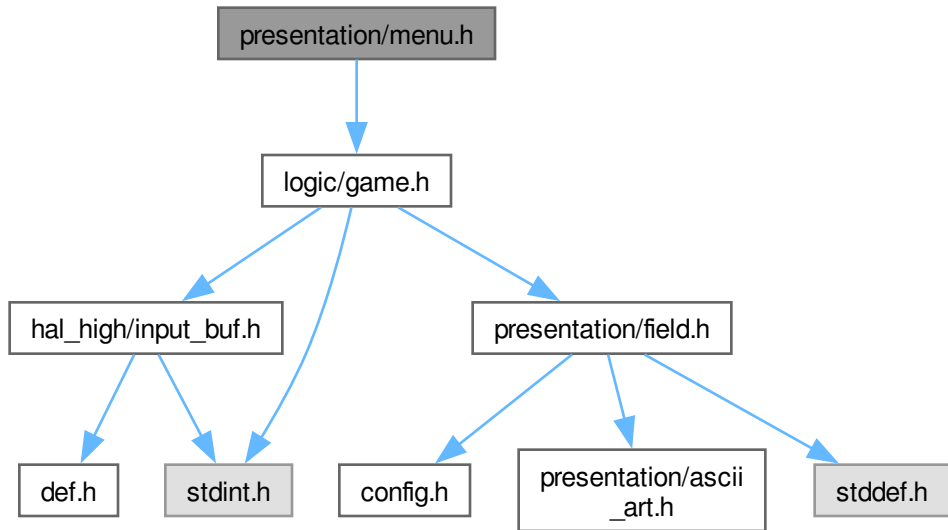 presentation/menu.h
logic/game.h
hal_high/input_buf.h
presentation/field.h
def.h
stdint.h
config.h
presentation/ascii
_art.h
stddef.h